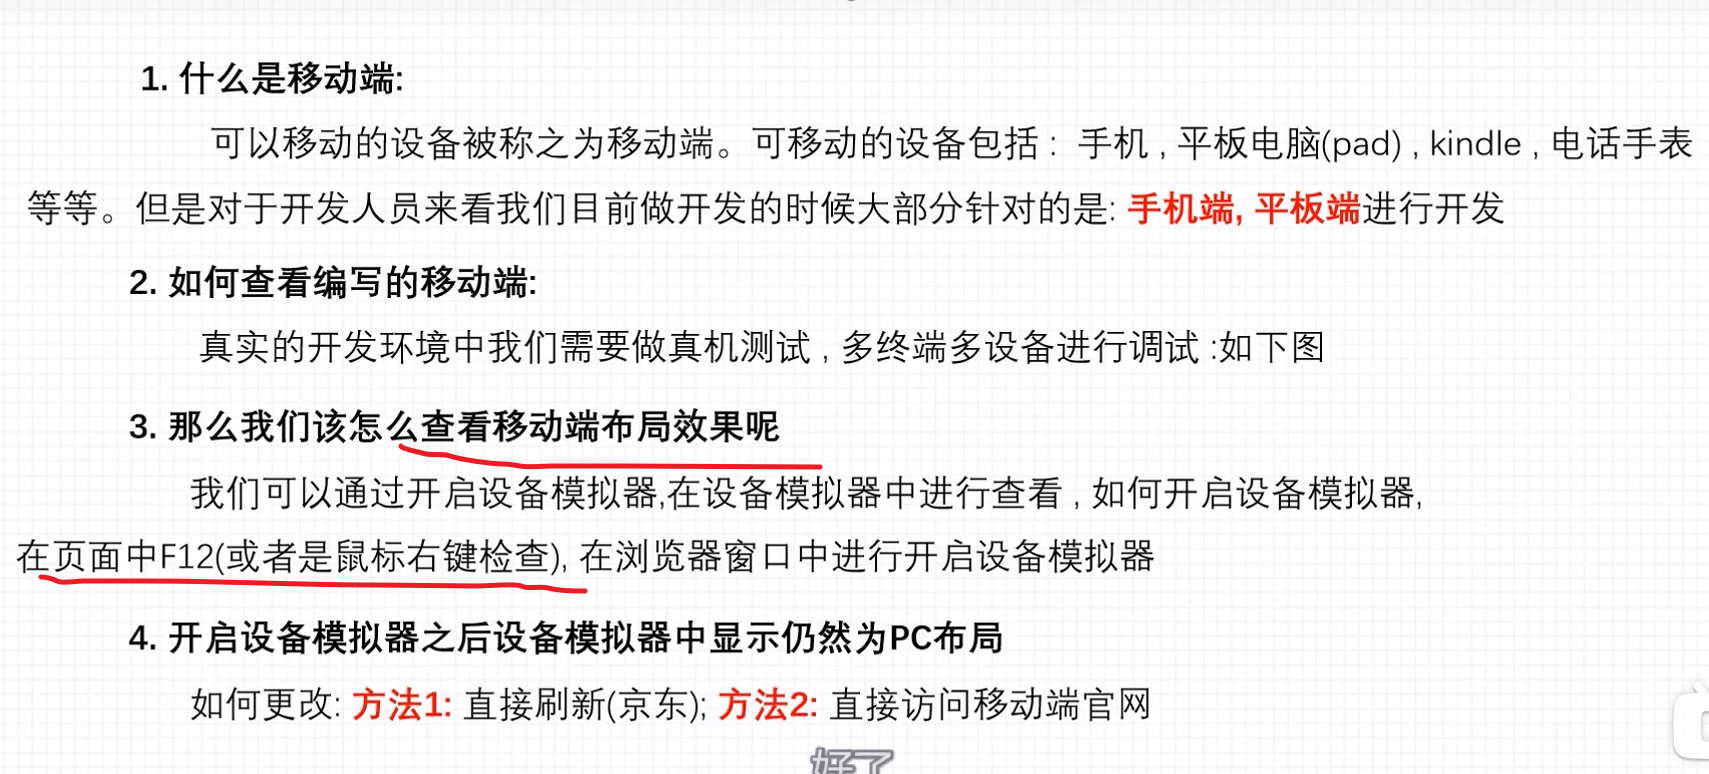 1. 什么是移动端:
可以移动的设备被称之为移动端。可移动的设备包括： 手机 , 平板电脑(pad) , kindle , 电话手表
等等。但是对于开发人员来看我们目前做开发的时候大部分针对的是: 手机端, 平板端进行开发
2. 如何查看编写的移动端:
真实的开发环境中我们需要做真机测试 , 多终端多设备进行调试 :如下图
3. 那么我们该怎么查看移动端布局效果呢
我们可以通过开启设备模拟器,在设备模拟器中进行查看 , 如何开启设备模拟器,
在页面中F12(或者是鼠标右键检查), 在浏览器窗口中进行开启设备模拟器
4. 开启设备模拟器之后设备模拟器中显示仍然为PC布局
如何更改: 方法1: 直接刷新(京东); 方法2: 直接访问移动端官网
好了